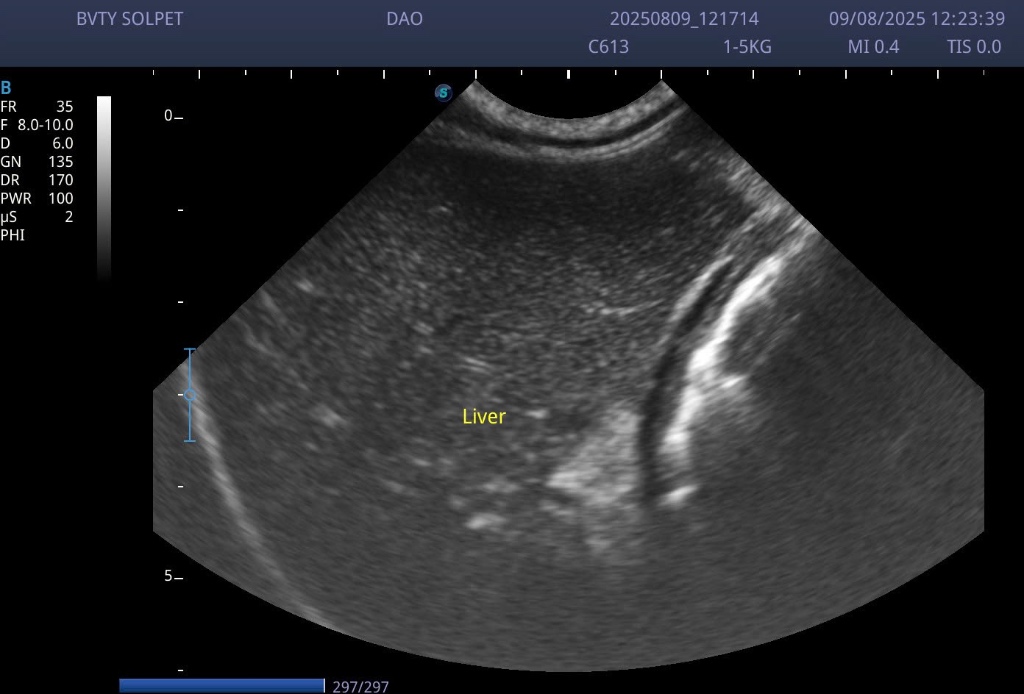 BVTY SOLPET DAO 20250809_121714 09/08/2025 12:23:39
C613 1-5KG MI 0.4 TIS 0.0
B
FR 35
F 8.0-10.0
D 6.0
GN 135
DR 170
PWR 100
µS 2
PHI
S
0
Liver
5
297/297